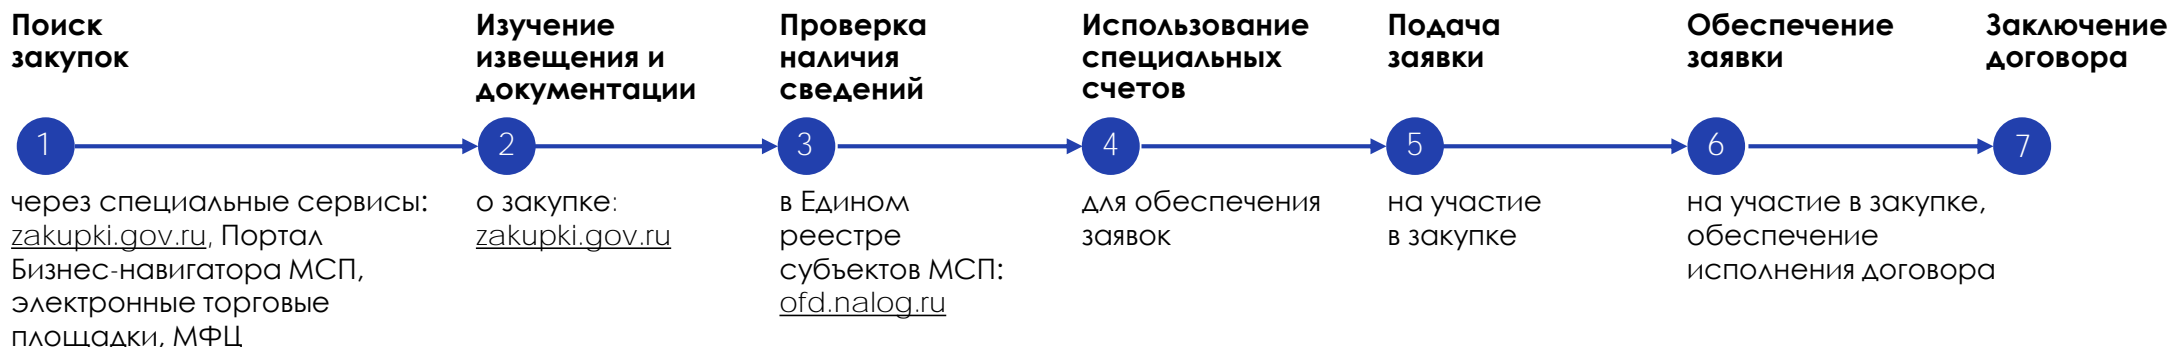 Поиск
закупок
Изучение
извещения и
документации
Проверка
наличия
сведений
Использование
специальных
счетов
Подача
заявки
Обеспечение
заявки
Заключение
договора
1
2
3
4
5
6
7
через специальные сервисы:
zakupki.gov.ru, Портал
Бизнес-навигатора МСП,
электронные торговые
площадки, МФЦ
о закупке:
zakupki.gov.ru
в Едином
реестре
субъектов МСП:
ofd.nalog.ru
для обеспечения
заявок
на участие
в закупке
на участие в закупке,
обеспечение
исполнения договора